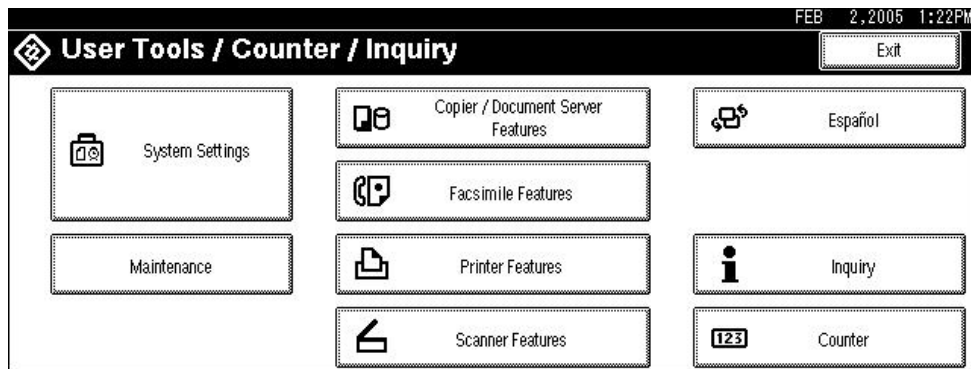 FEB 2,2005 1:22PM
User Tools / Counter / Inquiry
Exit
System Settings
Maintenance
Copier / Document Server
Features
Facsimile Features
Printer Features
Scanner Features
Español
Inquiry
123
Counter